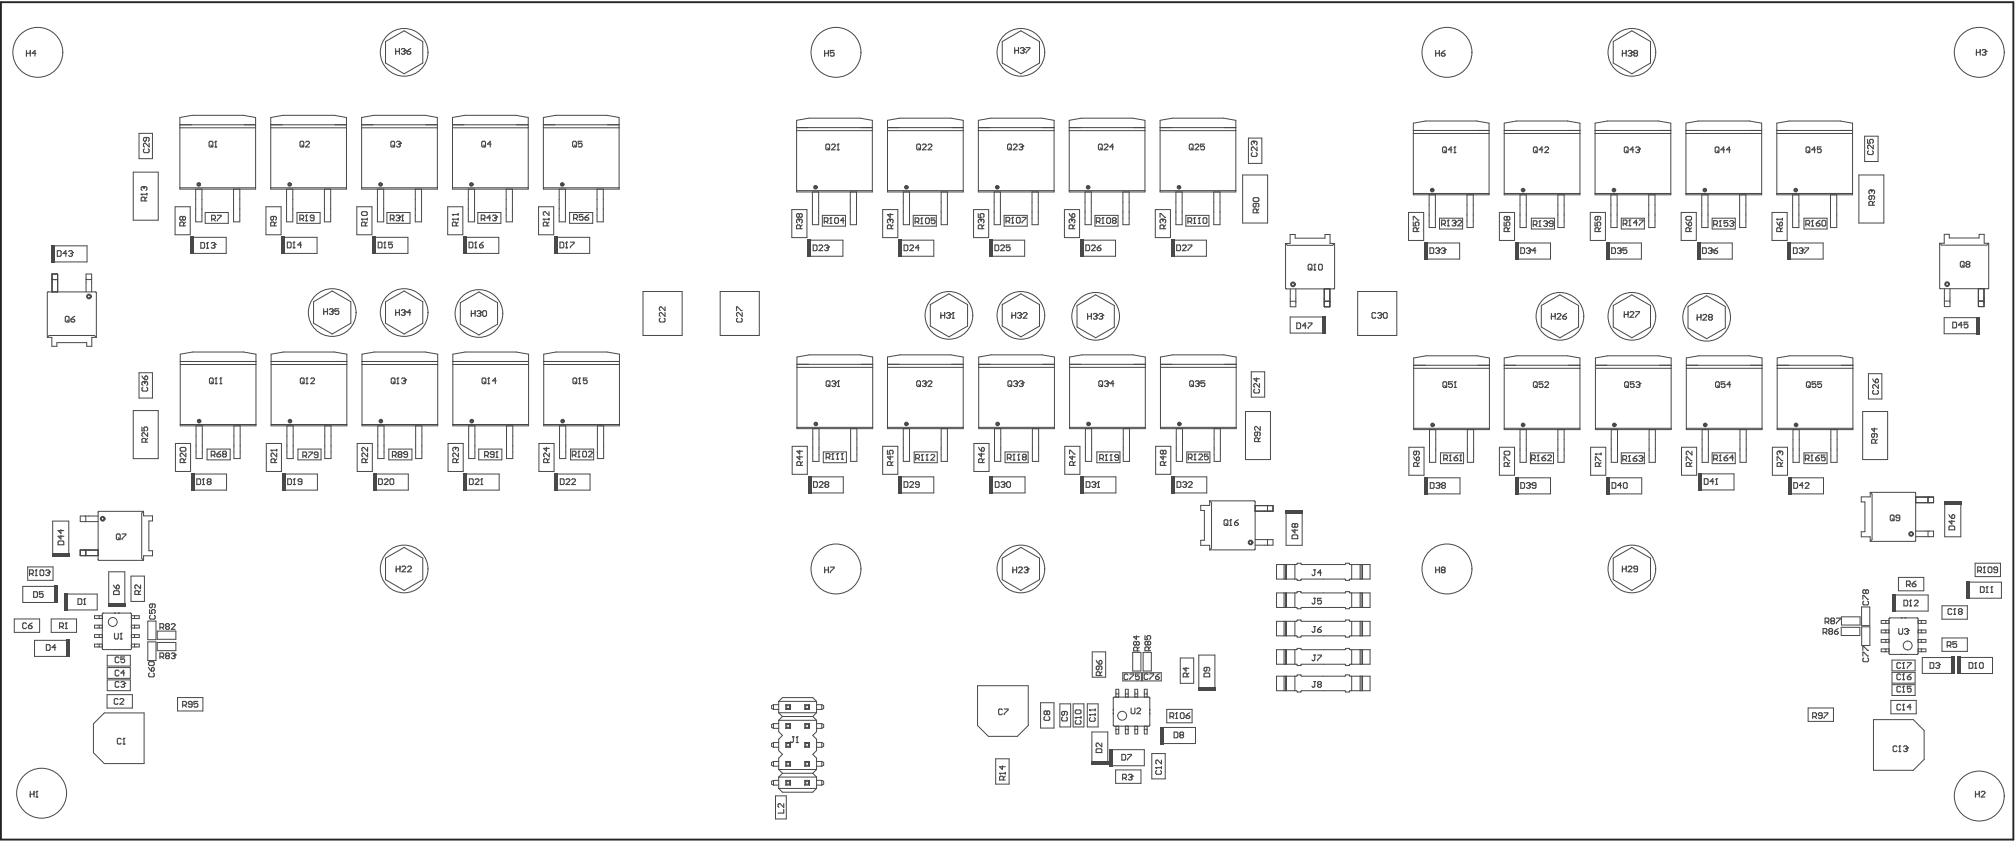 H4 H36 H5 H37 H6 H38 H3
C29 Q1 Q2 Q3 Q4 Q5 Q21 Q22 Q23 Q24 Q25 C23 Q41 Q42 Q43 Q44 Q45 C25
R13 R90 R93
R8 R7 R9 R19 R10 R31 R11 R43 R12 R56 R38 R104 R34 R105 R35 R107 R36 R108 R37 R110 R57 R132 R58 R139 R59 R147 R60 R153 R61 R160
D43 D13 D14 D15 D16 D17 D23 D24 D25 D26 D27 D33 D34 D35 D36 D37
Q10 Q8
Q6 H35 H34 H30 C22 C27 H31 H32 H33 D47 C30 H26 H27 H28 D45
C36 Q11 Q12 Q13 Q14 Q15 Q31 Q32 Q33 Q34 Q35 C24 Q51 Q52 Q53 Q54 Q55 C26
R25 R92 R94
R20 R68 R21 R79 R22 R89 R23 R91 R24 R102 R44 R111 R45 R112 R46 R118 R47 R119 R48 R125 R69 R161 R70 R162 R71 R163 R72 R164 R73 R165
D18 D19 D20 D21 D22 D28 D29 D30 D31 D32 D38 D39 D40 D41 D42
D44 Q7 Q16 D48 Q9 D46
R103 H22 H7 H23 J4 H8 H29 R109
D5 D1 D6 R2 C59 J5 R6 D12 C78 D11
C6 R1 U1 R82 J6 R87 R86 U3 C18
D4 R83 C60 R84 R85 C77 R5
C5 R96 R4 D9 J7 C17 D3 D10
C4 C75 C76 C16
C3 J8 C15
C2 R95 C7 C8 C9 C10 C11 U2 R106 R97 C14
C1 J1 D2 D8 C13
D7 C12
R14 R3
H1 L2 H2